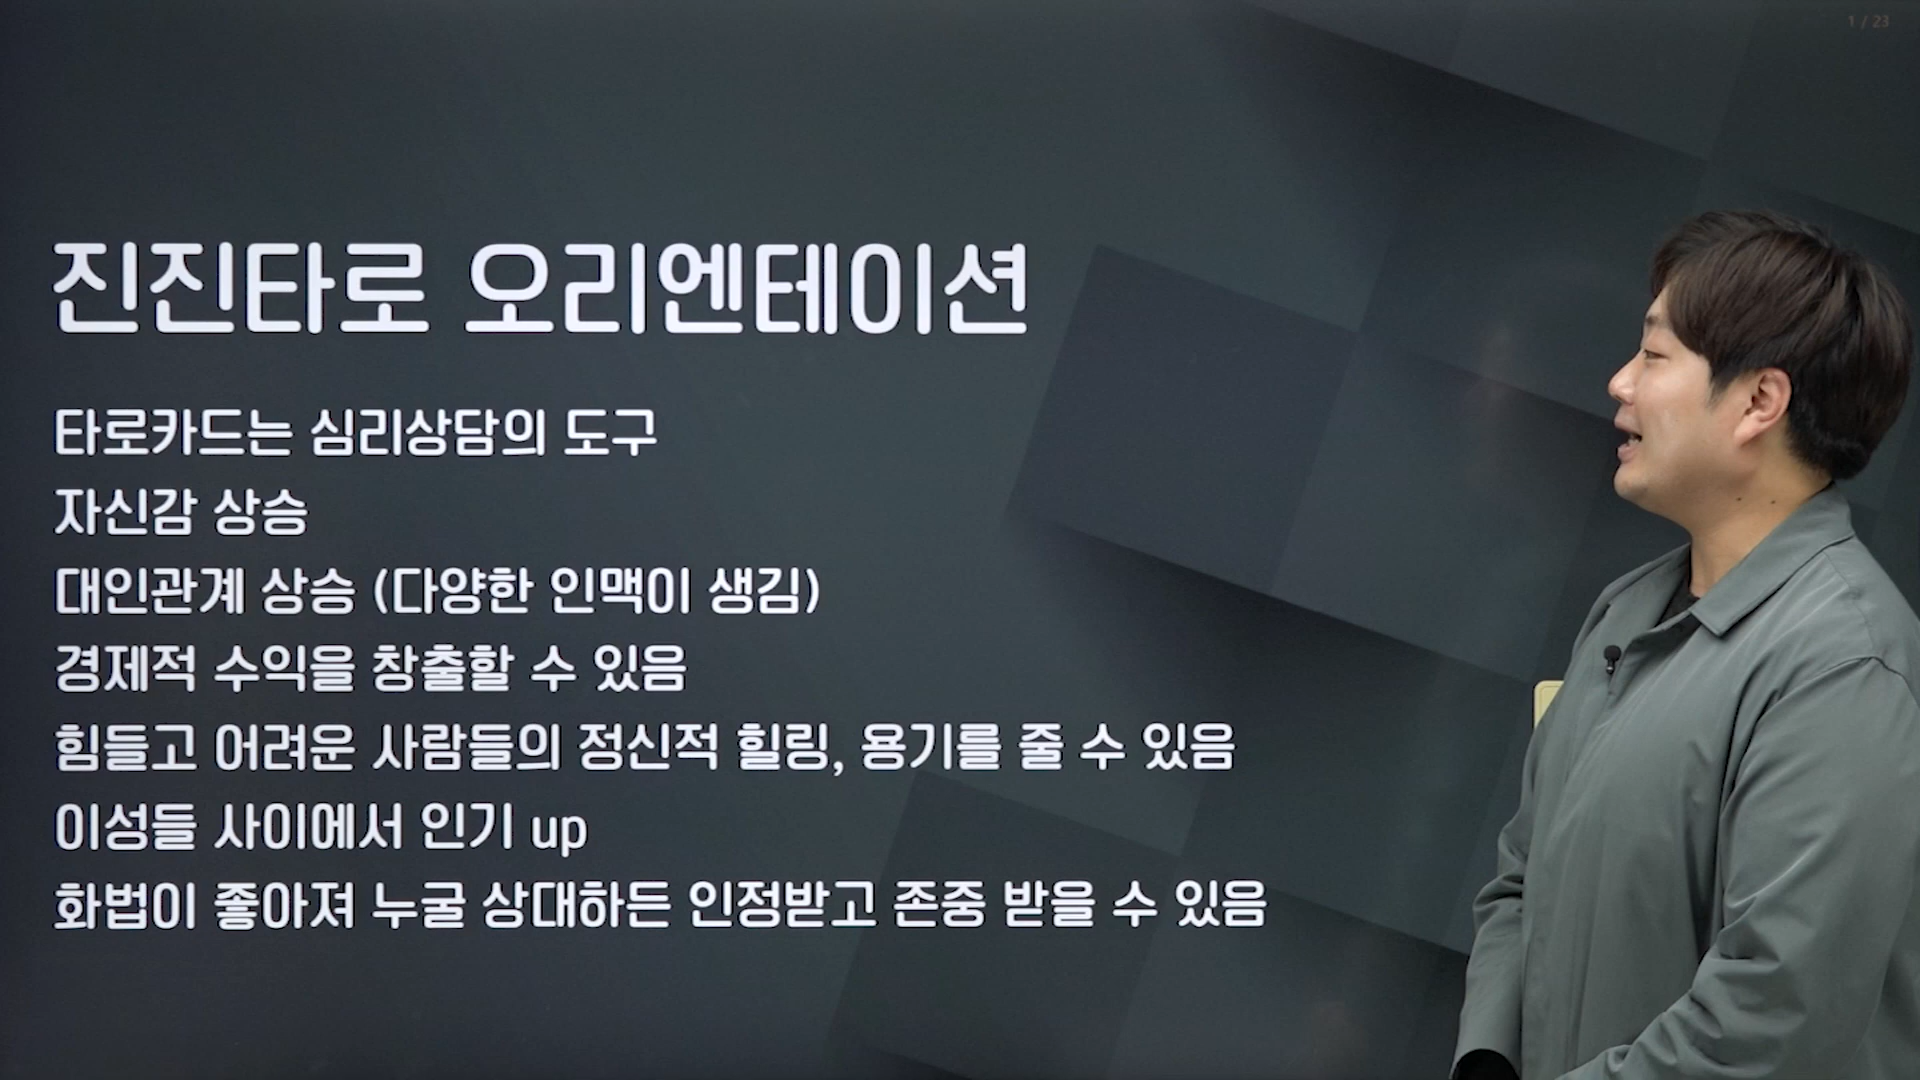 1 / 23
진진타로 오리엔테이션
타로카드는 심리상담의 도구
자신감 상승
대인관계 상승 (다양한 인맥이 생김)
경제적 수익을 창출할 수 있음
힘들고 어려운 사람들의 정신적 힐링, 용기를 줄 수 있음
이성들 사이에서 인기 up
화법이 좋아져 누굴 상대하든 인정받고 존중 받을 수 있음